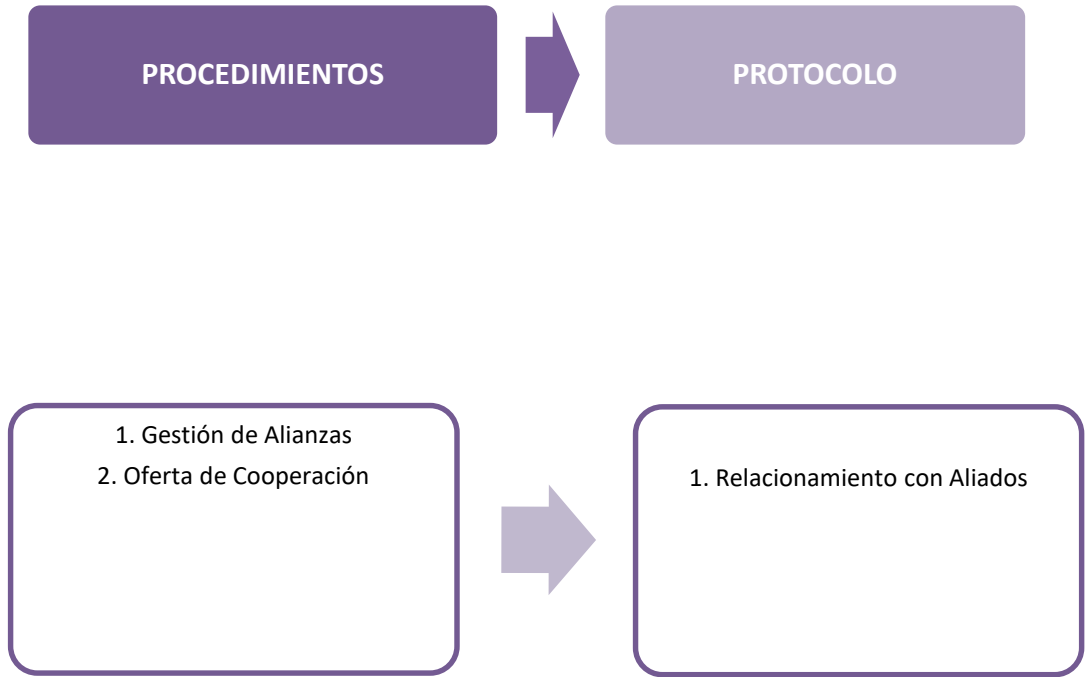 PROCEDIMIENTOS
PROTOCOLO
1. Gestión de Alianzas
2. Oferta de Cooperación
1. Relacionamiento con Aliados